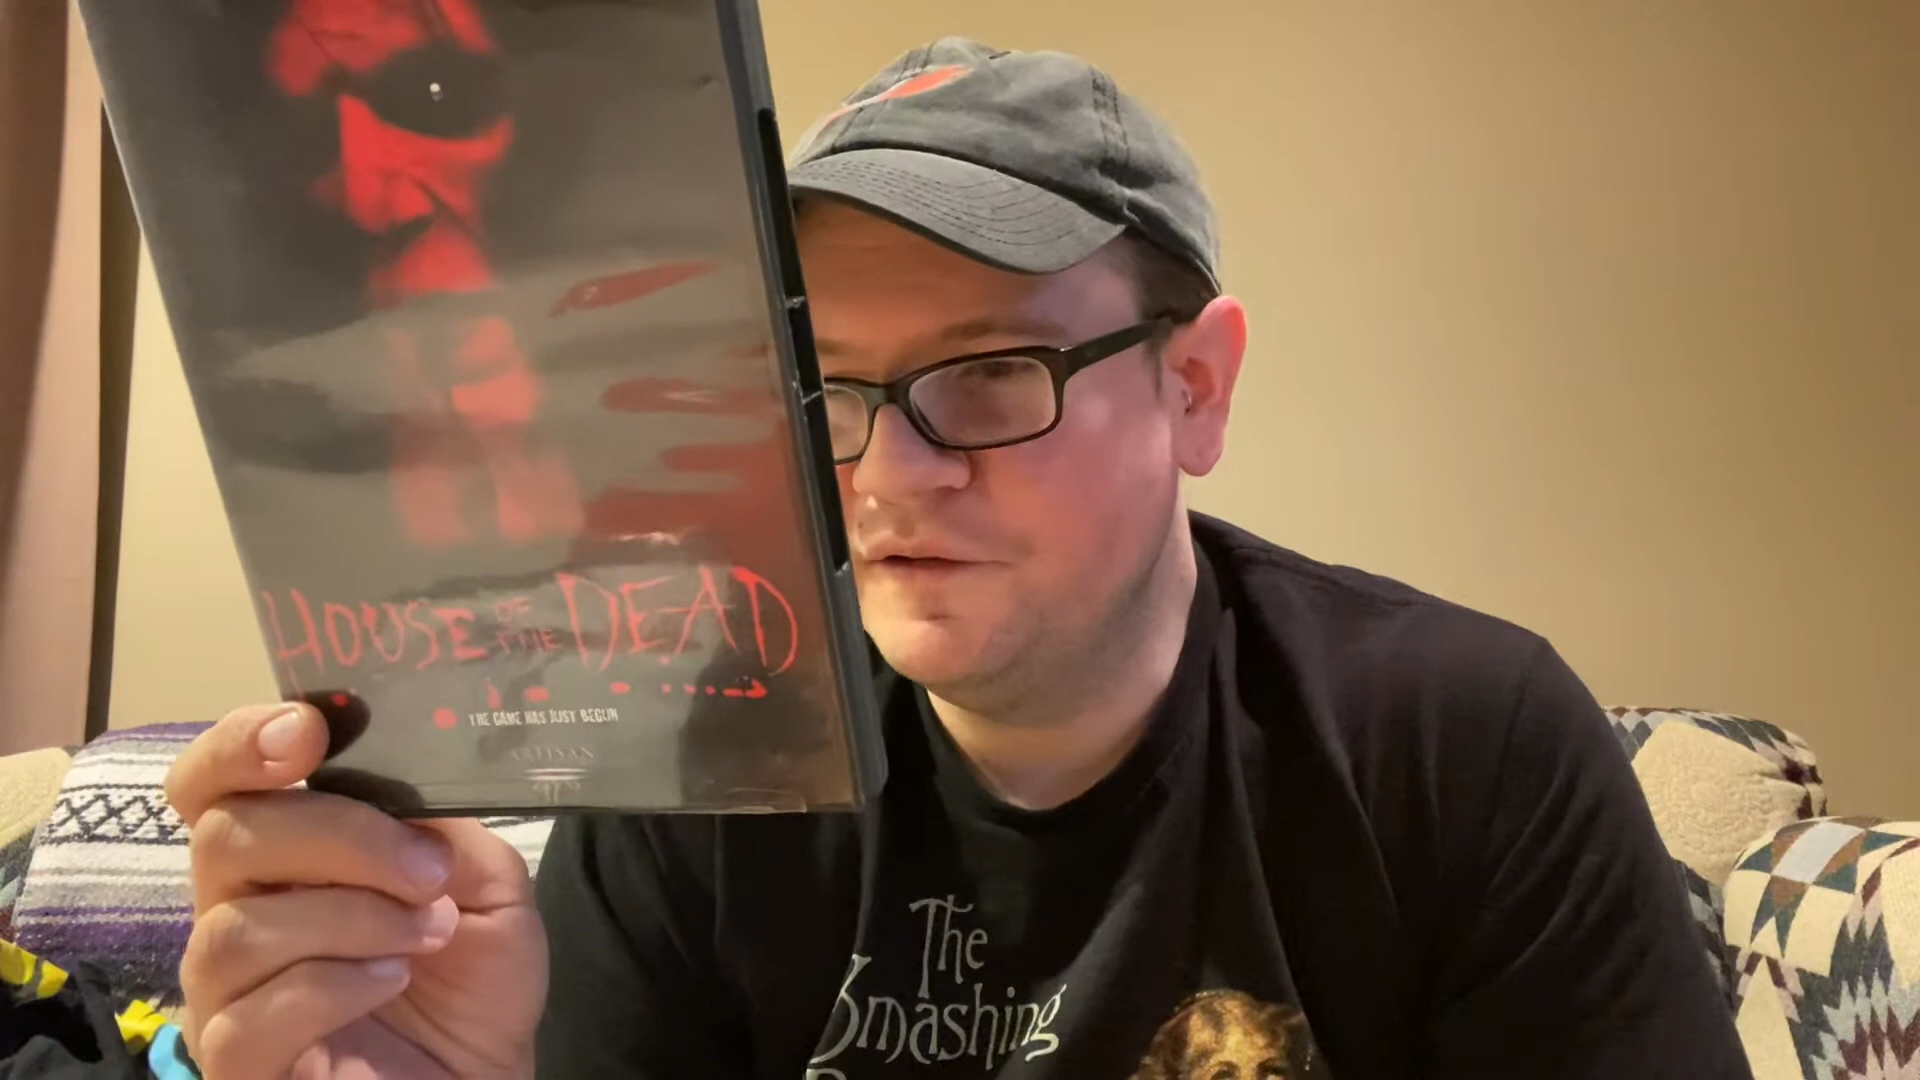 HOUSE OF THE DEAD
THE GAME HAS JUST BEGUN
ARTISAN
The
Smashing